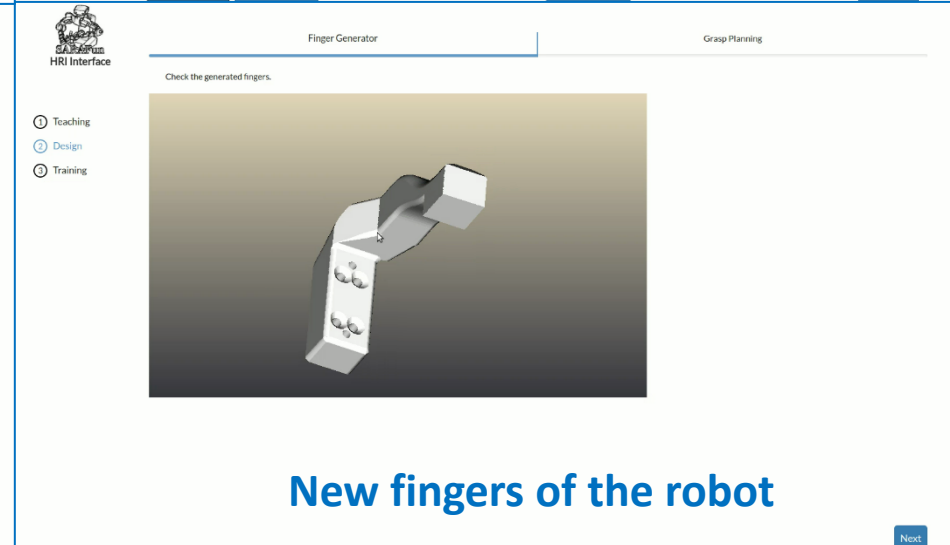 SARAFun
HRI Interface
Finger Generator
Grasp Planning
Check the generated fingers.
1 Teaching
2 Design
3 Training
New fingers of the robot
Next